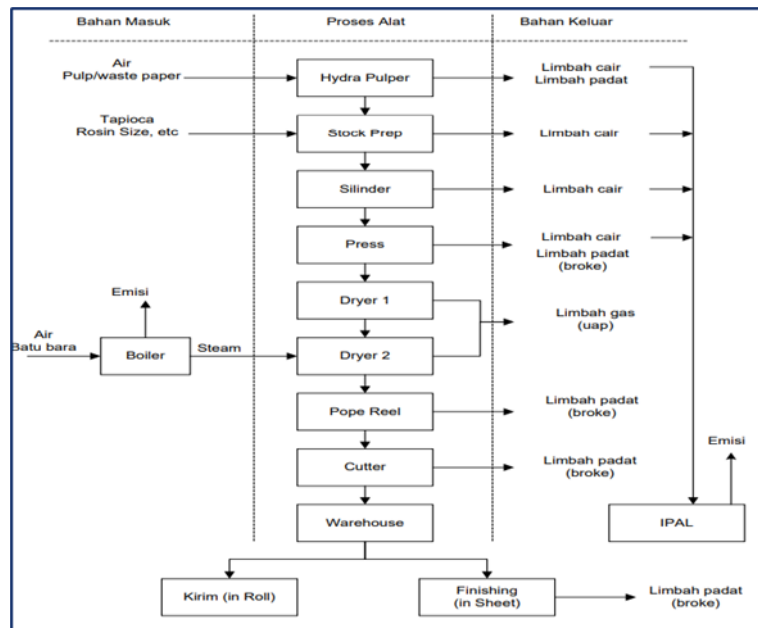 Bahan Masuk
Proses Alat
Bahan Keluar
Air
Pulp/waste paper
Hydra Pulper
Limbah cair
Limbah padat
Tapioca
Rosin Size, etc
Stock Prep
Limbah cair
Silinder
Limbah cair
Press
Limbah cair
Limbah padat
(broke)
Emisi
Dryer 1
Limbah gas
(uap)
Air
Batu bara
Boiler
Steam
Dryer 2
Pope Reel
Limbah padat
(broke)
Emisi
Cutter
Limbah padat
(broke)
Warehouse
IPAL
Kirim (in Roll)
Finishing
(in Sheet)
Limbah padat
(broke)